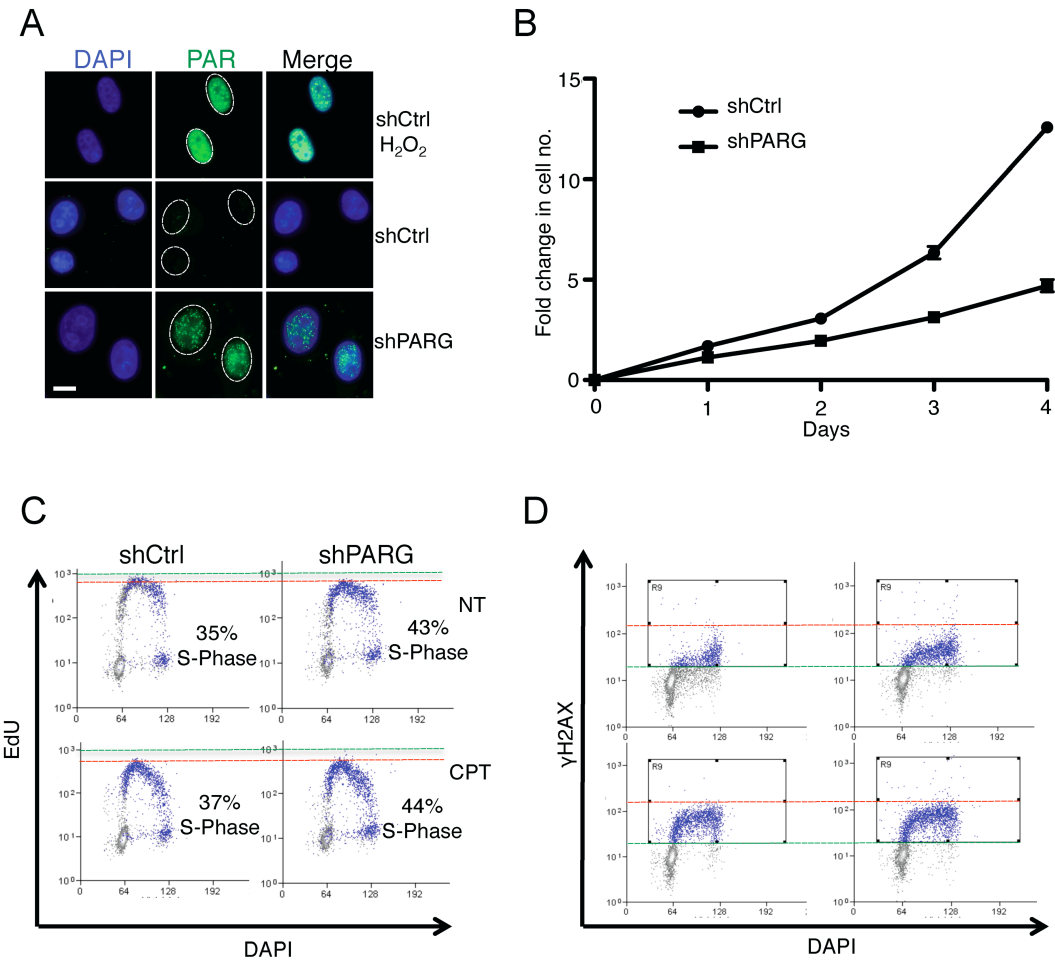 A
DAPI PAR Merge
shCtrl
H₂O₂
shCtrl
shPARG
B
Fold change in cell no.
15
10
5
0
shCtrl
shPARG
0 1 2 3 4
Days
C
shCtrl shPARG
EdU
10³
10²
10¹
10⁰
0 64 128 192
35%
S-Phase
10³
10²
10¹
10⁰
0 64 128 192
43%
S-Phase
NT
10³
10²
10¹
10⁰
0 64 128 192
37%
S-Phase
10³
10²
10¹
10⁰
0 64 128 192
44%
S-Phase
CPT
DAPI
D
γH2AX
R9
10³
10²
10¹
10⁰
0 64 128 192
R9
10³
10²
10¹
10⁰
0 64 128 192
R9
10³
10²
10¹
10⁰
0 64 128 192
R9
10³
10²
10¹
10⁰
0 64 128 192
DAPI